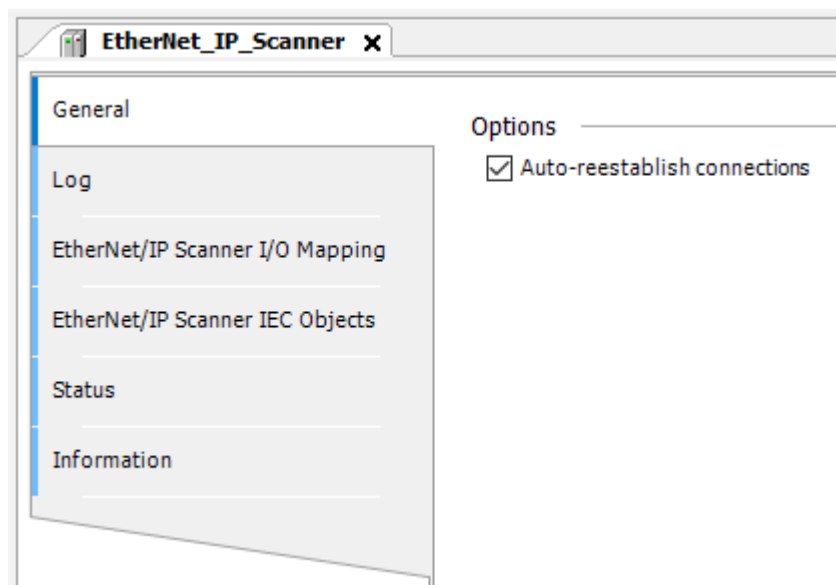 EtherNet_IP_Scanner
General
Log
EtherNet/IP Scanner I/O Mapping
EtherNet/IP Scanner IEC Objects
Status
Information
Options
Auto-reestablish connections